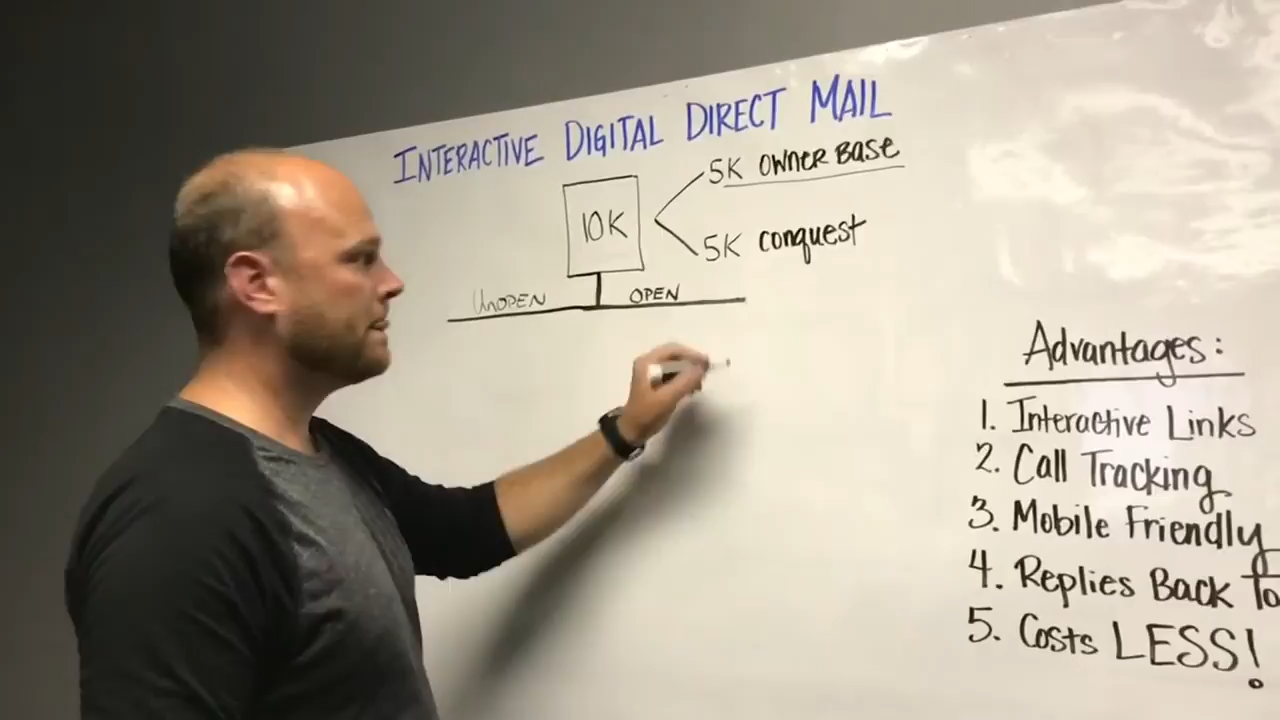 INTERACTIVE DIGITAL DIRECT MAIL
5K OWNER BASE
10K
5K conquest
UNOPEN OPEN
Advantages:
1. Interactive Links
2. Call Tracking
3. Mobile Friendly
4. Replies Back To
5. Costs LESS!